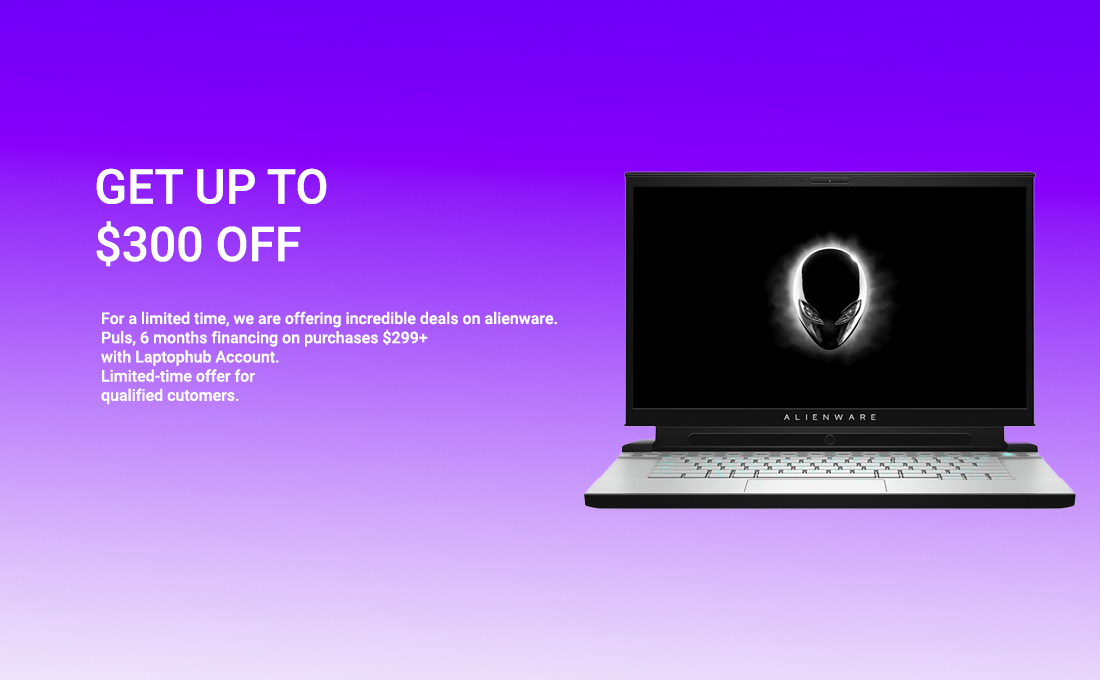 GET UP TO
$300 OFF
For a limited time, we are offering incredible deals on alienware.
Puls, 6 months financing on purchases $299+
with Laptophub Account.
Limited-time offer for
qualified cutomers.
ALIENWARE